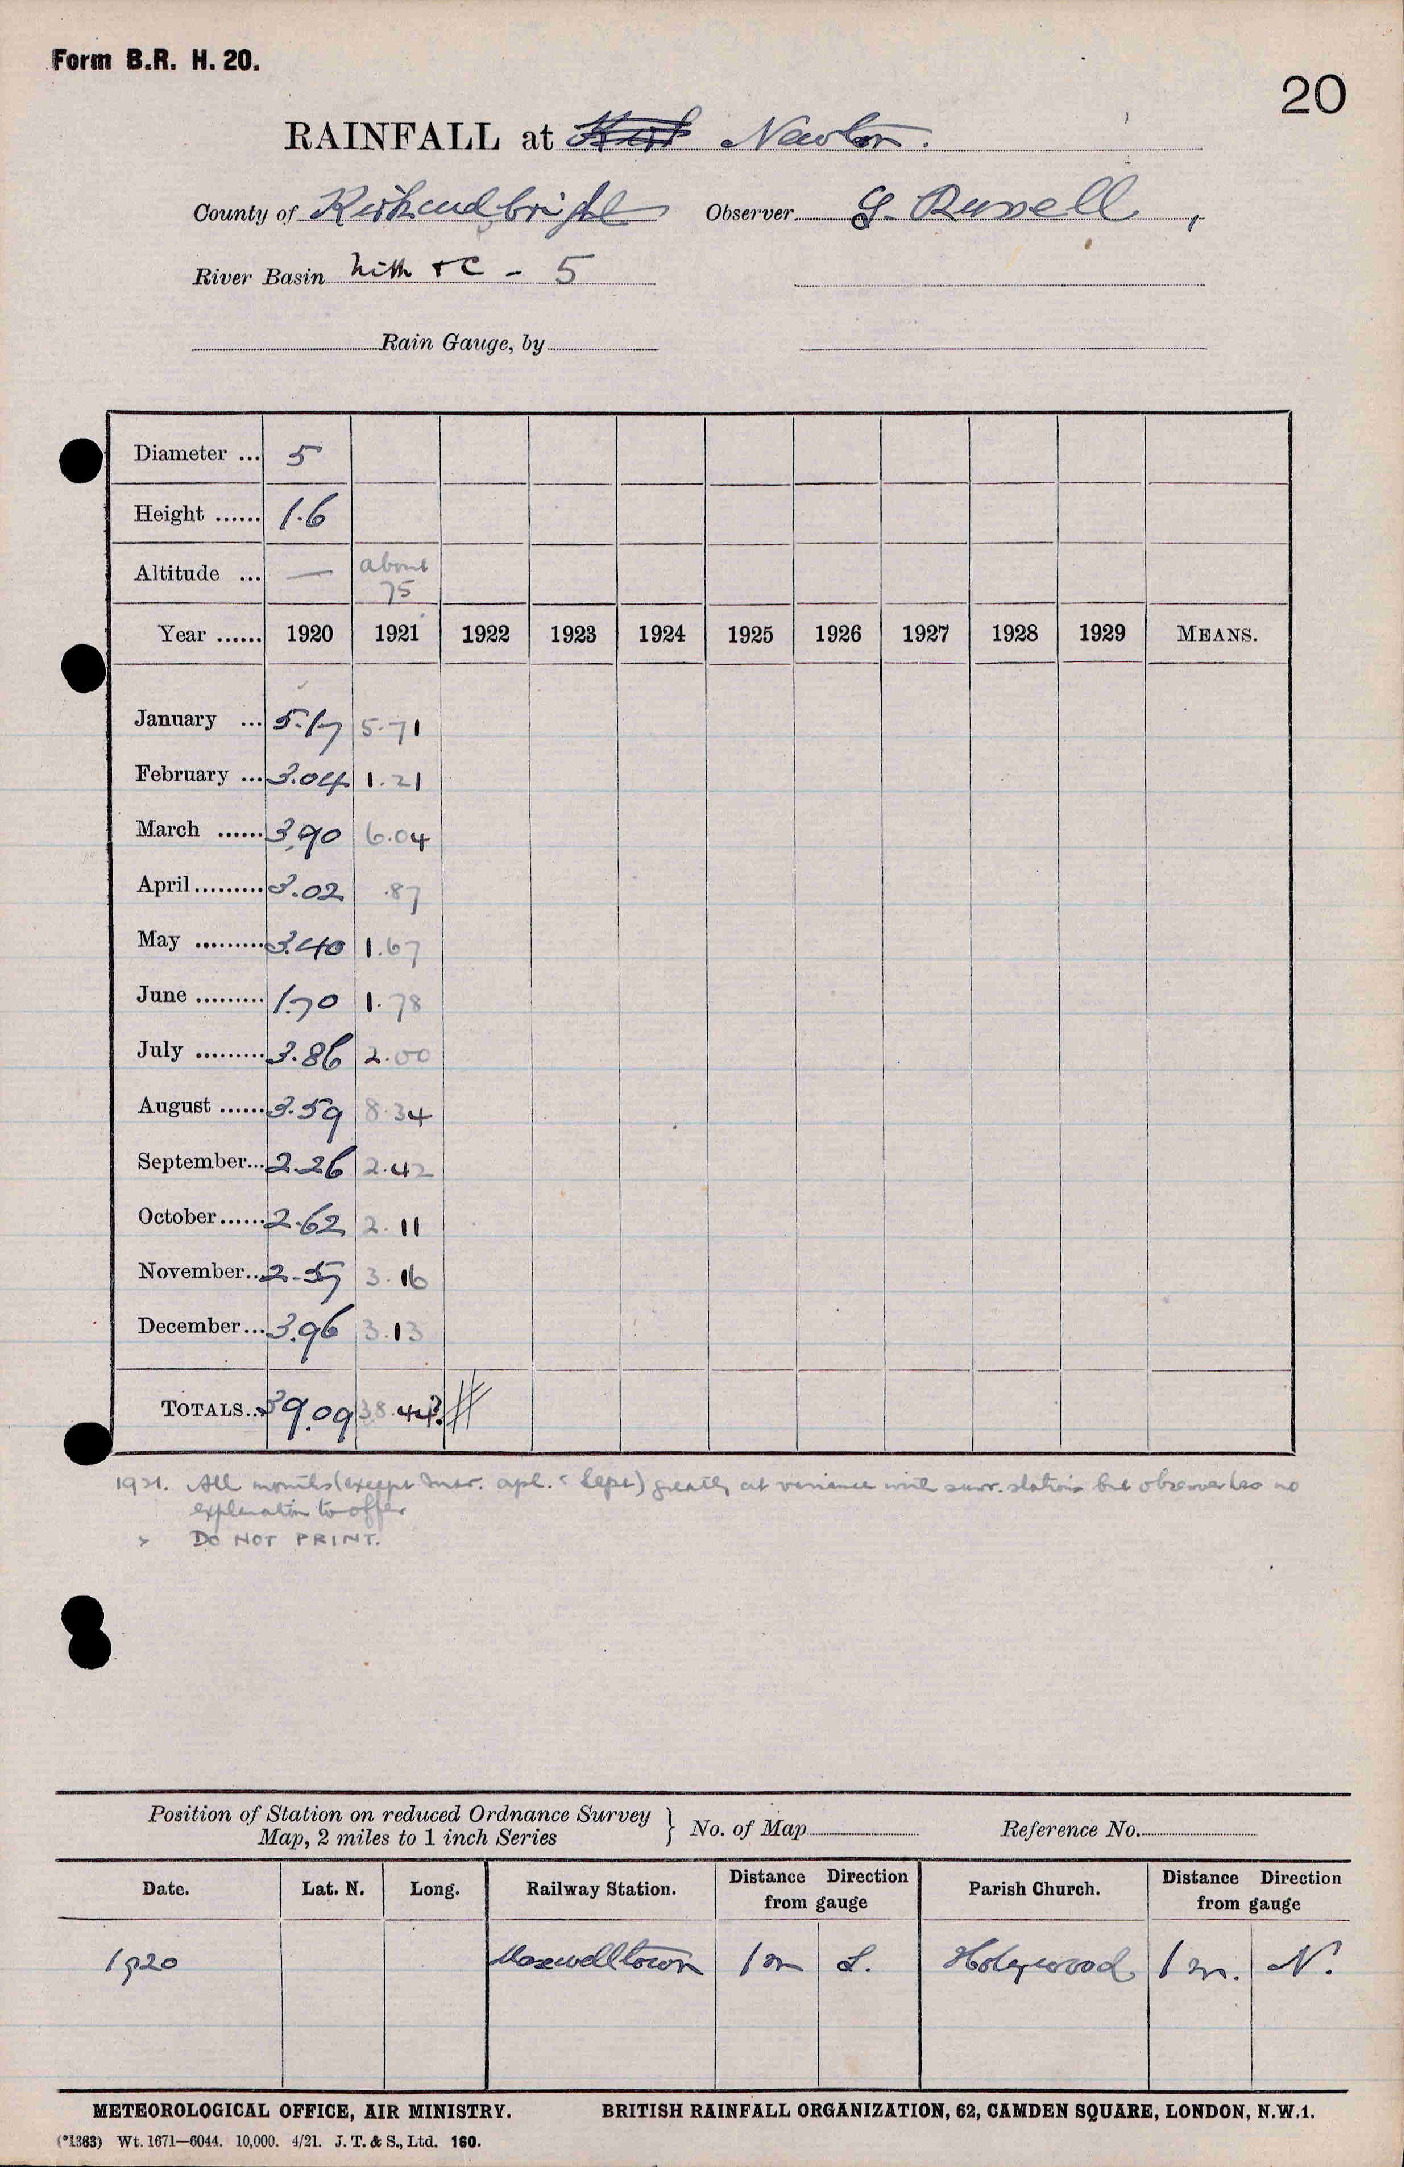 Form B.R. H. 20.
20
RAINFALL at Newton.
County of Kirkcudbright Observer G. Russell,
River Basin Nith + C - 5
Rain Gauge, by
Diameter ... 5
Height ...... 1.6
Altitude ... — about 75
Year ...... 1920 1921 1922 1923 1924 1925 1926 1927 1928 1929 MEANS.
January ... 5.17 5.71
February ... 3.04 1.21
March ...... 3.90 6.04
April ......... 3.02 .87
May ......... 3.40 1.67
June ......... 1.70 1.78
July ......... 3.86 2.00
August ...... 3.59 8.34
September... 2.26 2.42
October ...... 2.62 2.11
November... 2.57 3.16
December... 3.96 3.13
TOTALS... 39.09 38.44?
1921. All months (except mar. apl. & Sept) greatly at variance with surr. stations but observer has no
explanation to offer
DO NOT PRINT.
Position of Station on reduced Ordnance Survey
Map, 2 miles to 1 inch Series } No. of Map Reference No.
Date. Lat. N. Long. Railway Station. Distance Direction from gauge Parish Church. Distance Direction from gauge
1920 Maxwelltown 1 m S. Holywood 1 m. N.
METEOROLOGICAL OFFICE, AIR MINISTRY. BRITISH RAINFALL ORGANIZATION, 62, CAMDEN SQUARE, LONDON, N.W.1.
(*1383) Wt. 1671—6044. 10,000. 4/21. J. T. & S., Ltd. 160.